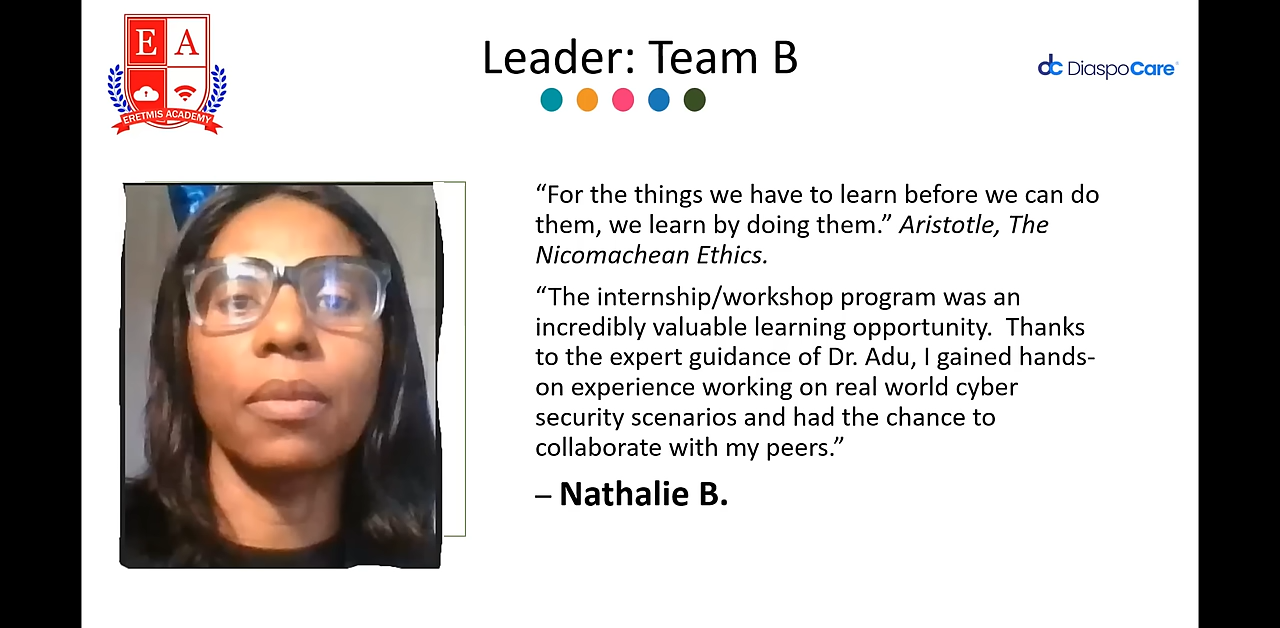 E A
ERETMIS ACADEMY
Leader: Team B
dc DiaspoCare®
“For the things we have to learn before we can do
them, we learn by doing them.” Aristotle, The
Nicomachean Ethics.
“The internship/workshop program was an
incredibly valuable learning opportunity.  Thanks
to the expert guidance of Dr. Adu, I gained hands-
on experience working on real world cyber
security scenarios and had the chance to
collaborate with my peers.”
– Nathalie B.